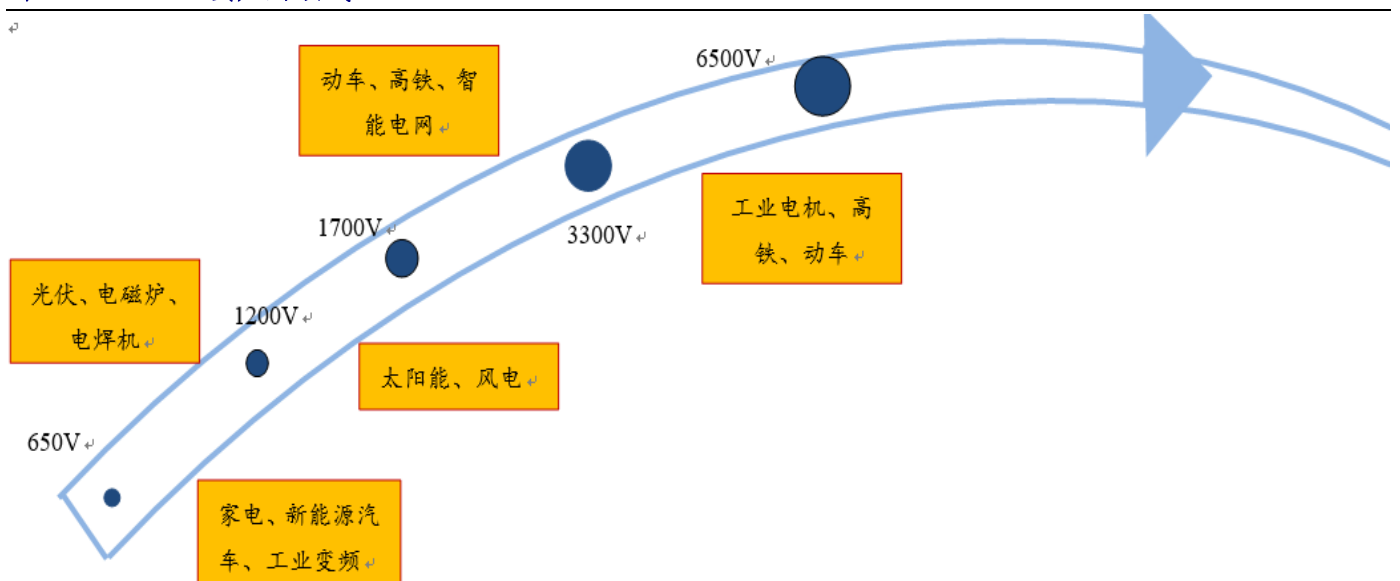 6500V
动车、高铁、智
能电网
工业电机、高
铁、动车
1700V
3300V
光伏、电磁炉、
电焊机
1200V
太阳能、风电
650V
家电、新能源汽
车、工业变频